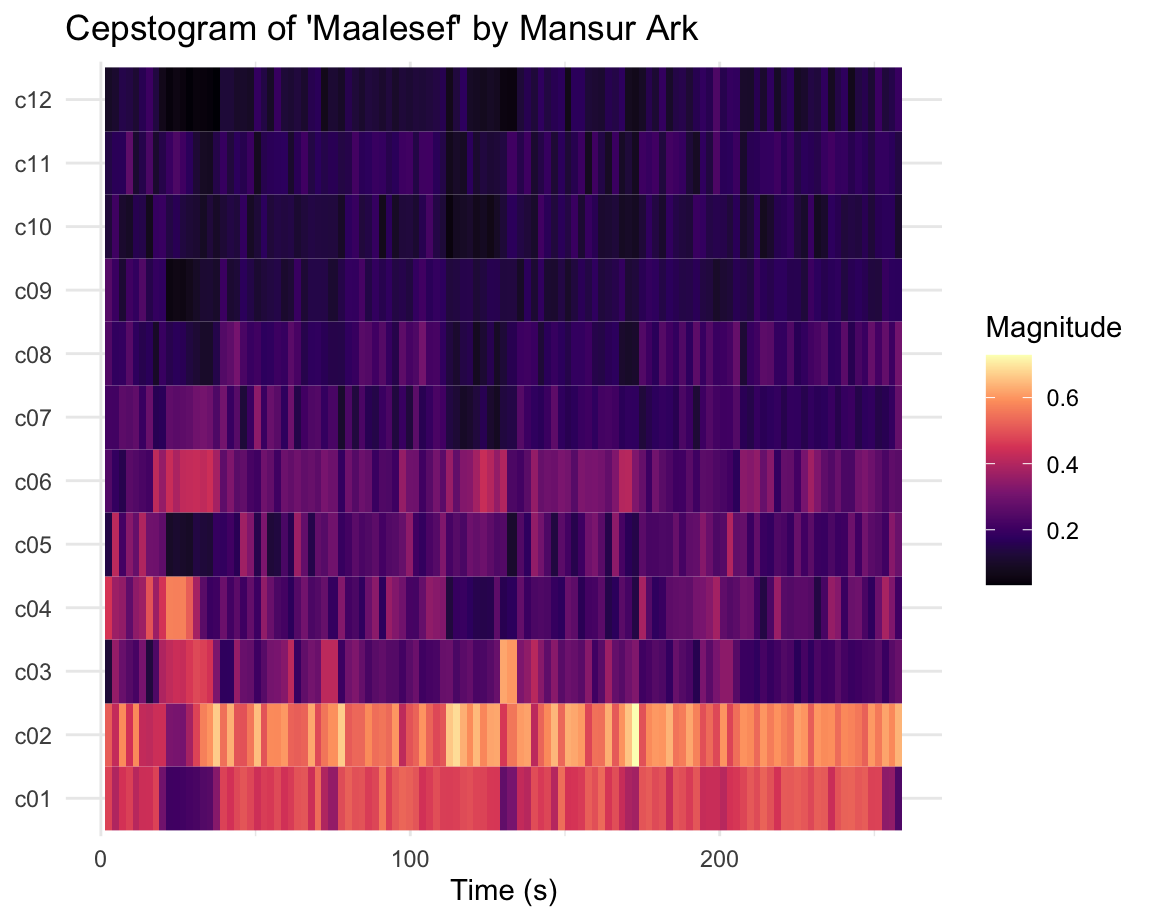 Cepstogram of 'Maalesef' by Mansur Ark
c12
c11
c10
c09
c08
c07
c06
c05
c04
c03
c02
c01
0 100 200
Time (s)
Magnitude
0.6
0.4
0.2